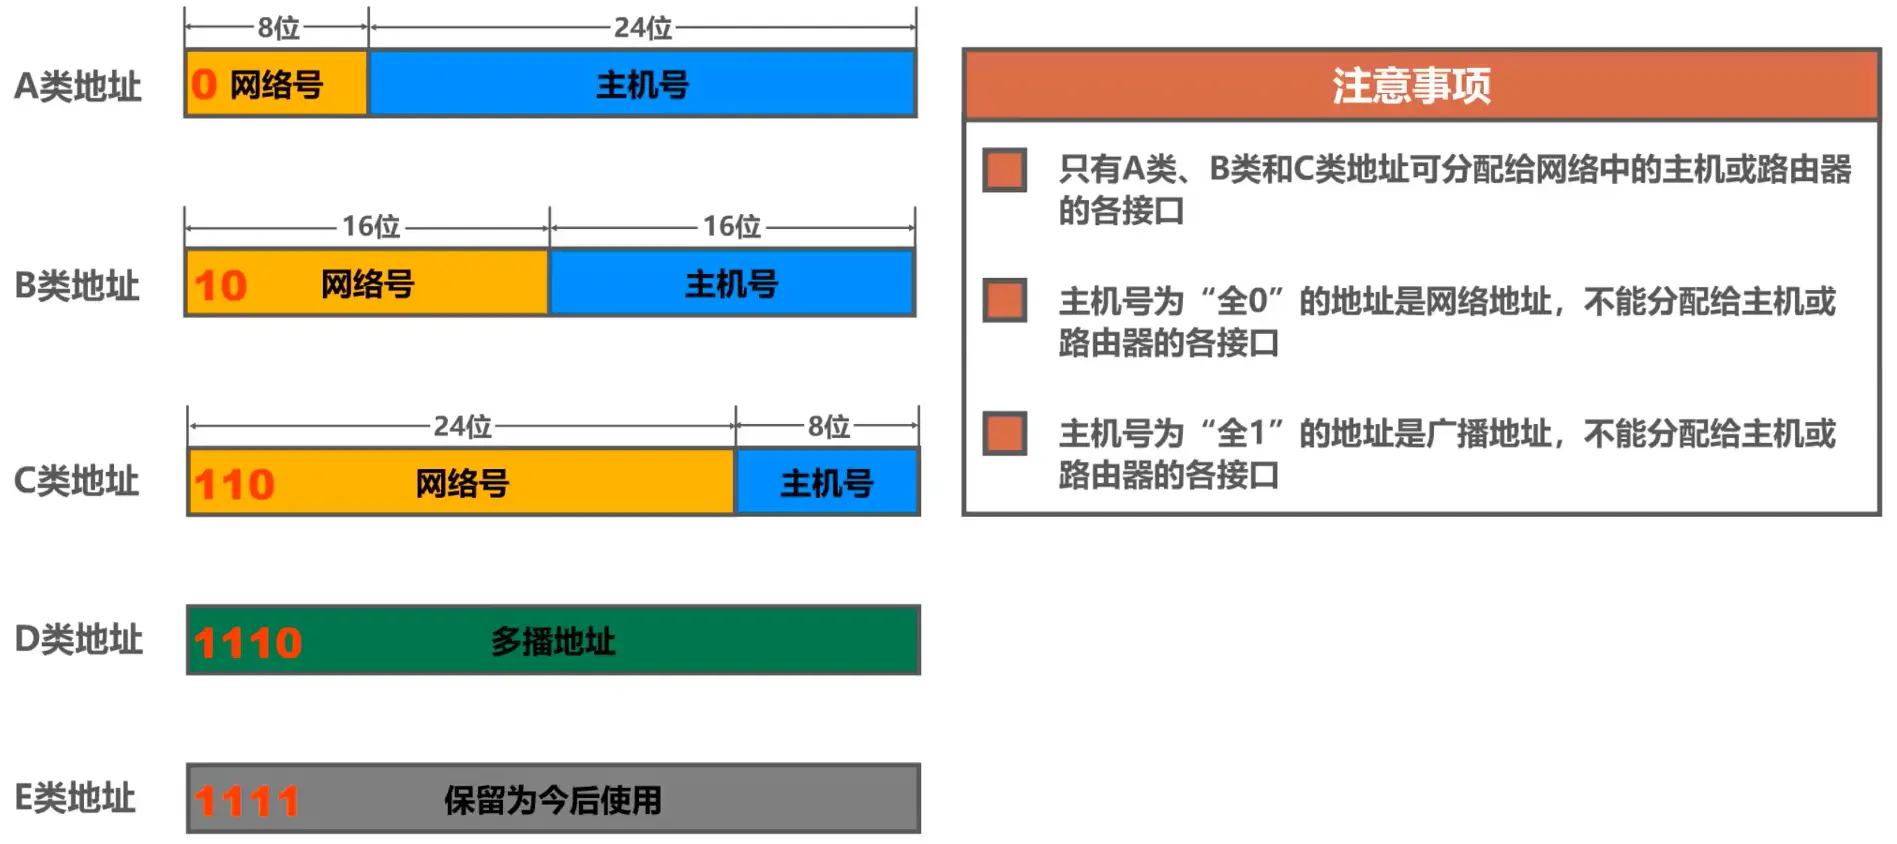 8位
24位
A类地址
0 网络号
主机号
16位
16位
B类地址
10 网络号
主机号
24位
8位
C类地址
110 网络号
主机号
D类地址
1110 多播地址
E类地址
1111 保留为今后使用
注意事项
只有A类、B类和C类地址可分配给网络中的主机或路由器
的各接口
主机号为“全0”的地址是网络地址，不能分配给主机或
路由器的各接口
主机号为“全1”的地址是广播地址，不能分配给主机或
路由器的各接口